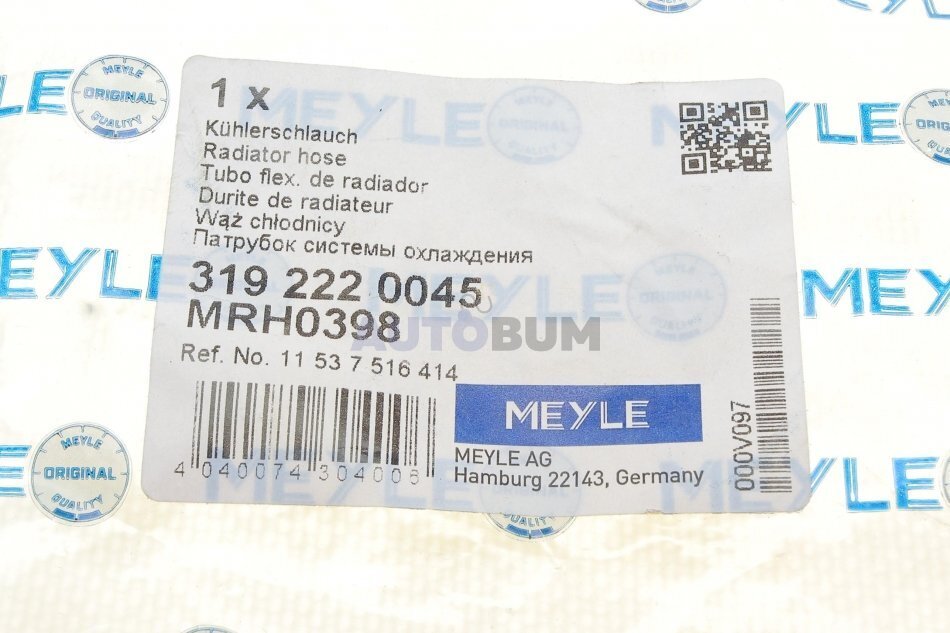 1 x
Kühlerschlauch
Radiator hose
Tubo flex. de radiador
Durite de radiateur
Wąż chłodnicy
Патрубок системы охлаждения
319 222 0045
MRH0398
AUTOBUM
Ref. No. 11 53 7 516 414
MEYLE
MEYLE AG
Hamburg 22143, Germany
4 040074 304006
000V097
MEYLE
MEYLE
ORIGINAL
QUALITY
MEYLE
MEYLE
MEYLE
ORIGINAL
QUALITY
MEYLE